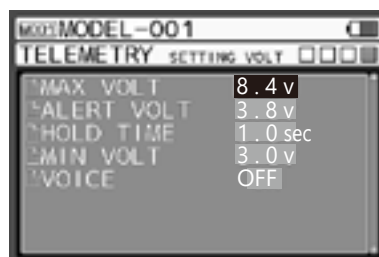 MODEL-001
TELEMETRY SETTING VOLT
MAX VOLT 8.4v
ALERT VOLT 3.8v
HOLD TIME 1.0sec
MIN VOLT 3.0v
VOICE OFF